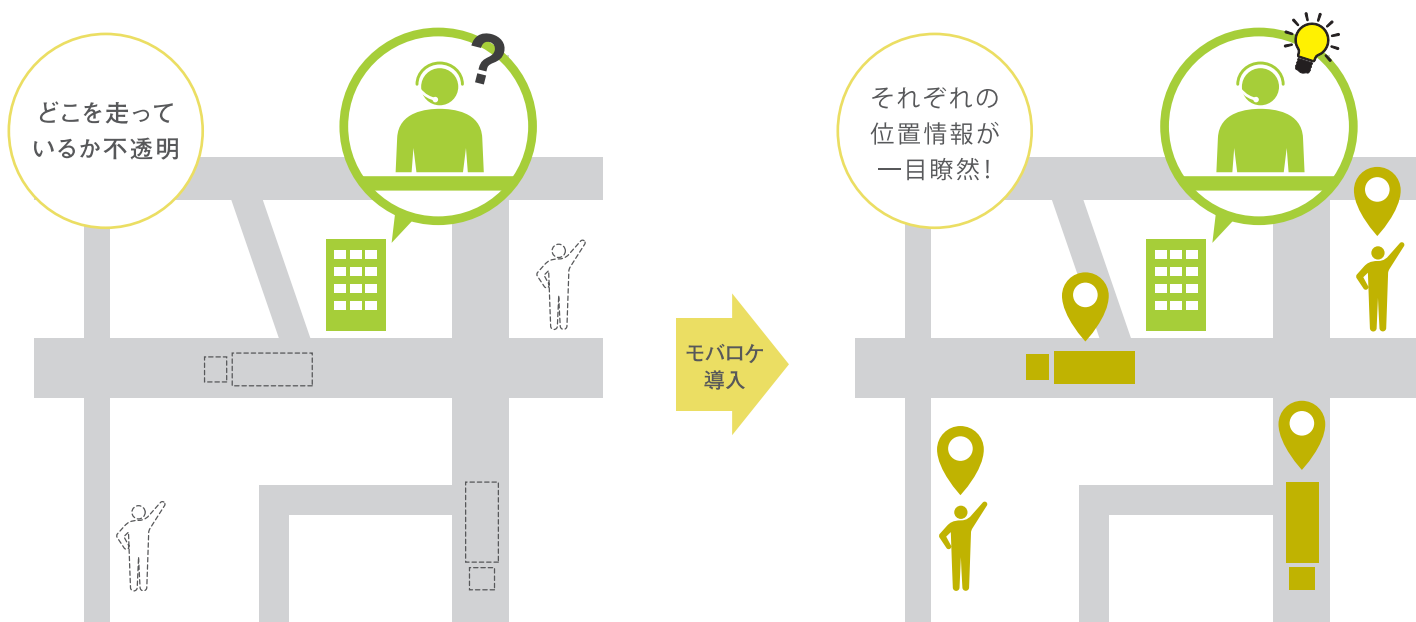 どこを走って
いるか不透明
?
モバロケ
導入
それぞれの
位置情報が
一目瞭然!